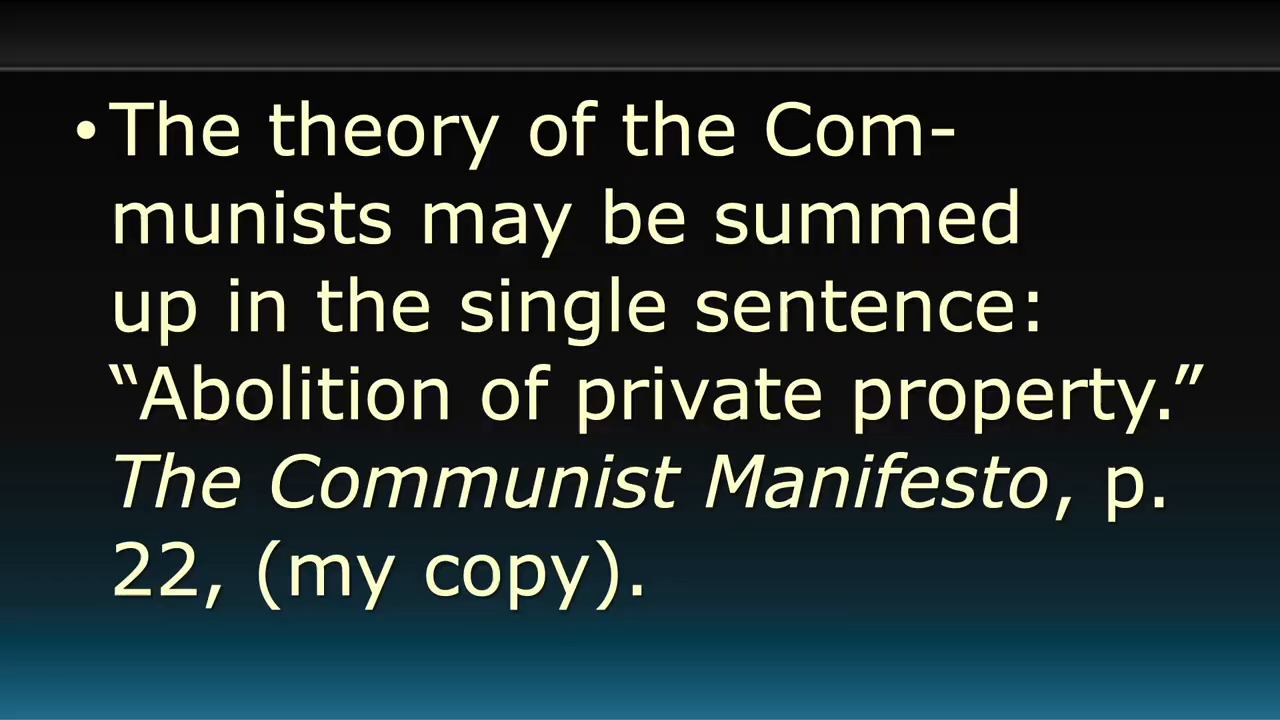 •The theory of the Com-
munists may be summed
up in the single sentence:
“Abolition of private property.”
The Communist Manifesto, p.
22, (my copy).